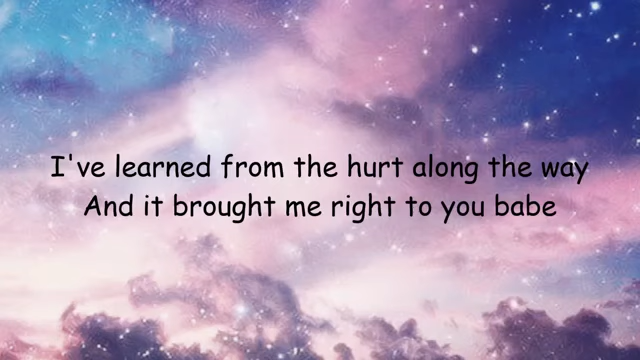 I've learned from the hurt along the way
And it brought me right to you babe